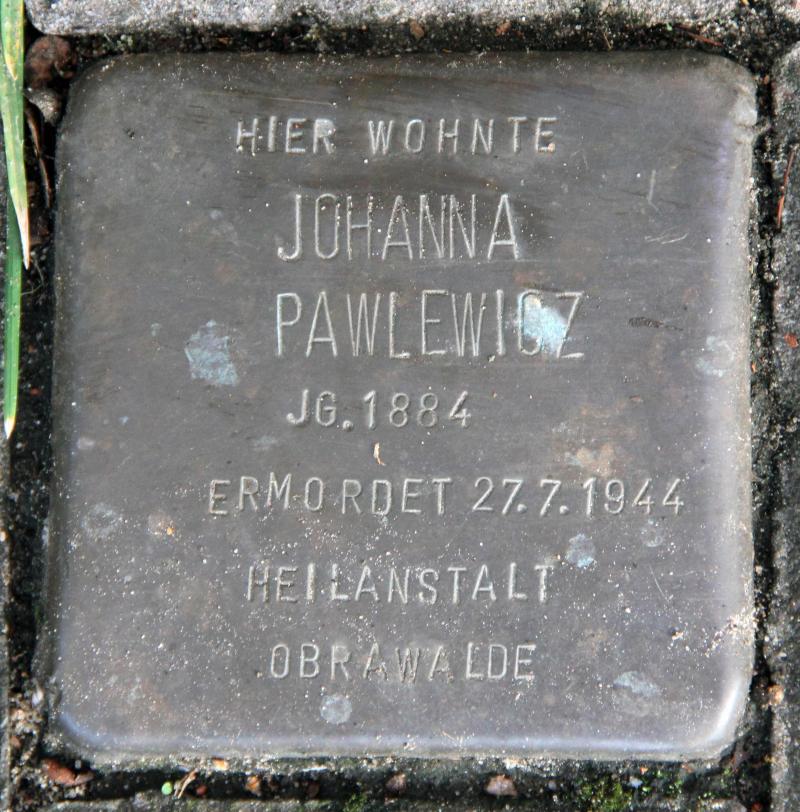 HIER WOHNTE
JOHANNA
PAWLEWICZ
JG. 1884
ERMORDET 27.7.1944
HEILANSTALT
OBRAWALDE